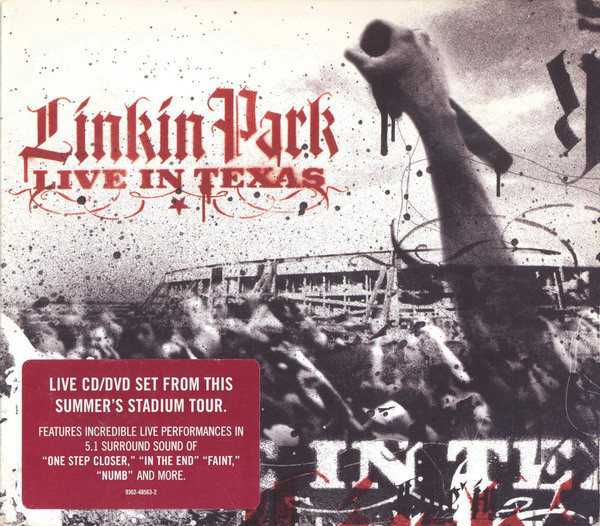 Linkin Park
LIVE IN TEXAS
LIVE CD/DVD SET FROM THIS
SUMMER'S STADIUM TOUR.
FEATURES INCREDIBLE LIVE PERFORMANCES IN
5.1 SURROUND SOUND OF
"ONE STEP CLOSER," "IN THE END" "FAINT,"
"NUMB" AND MORE.
9362-48563-2
E IN TE